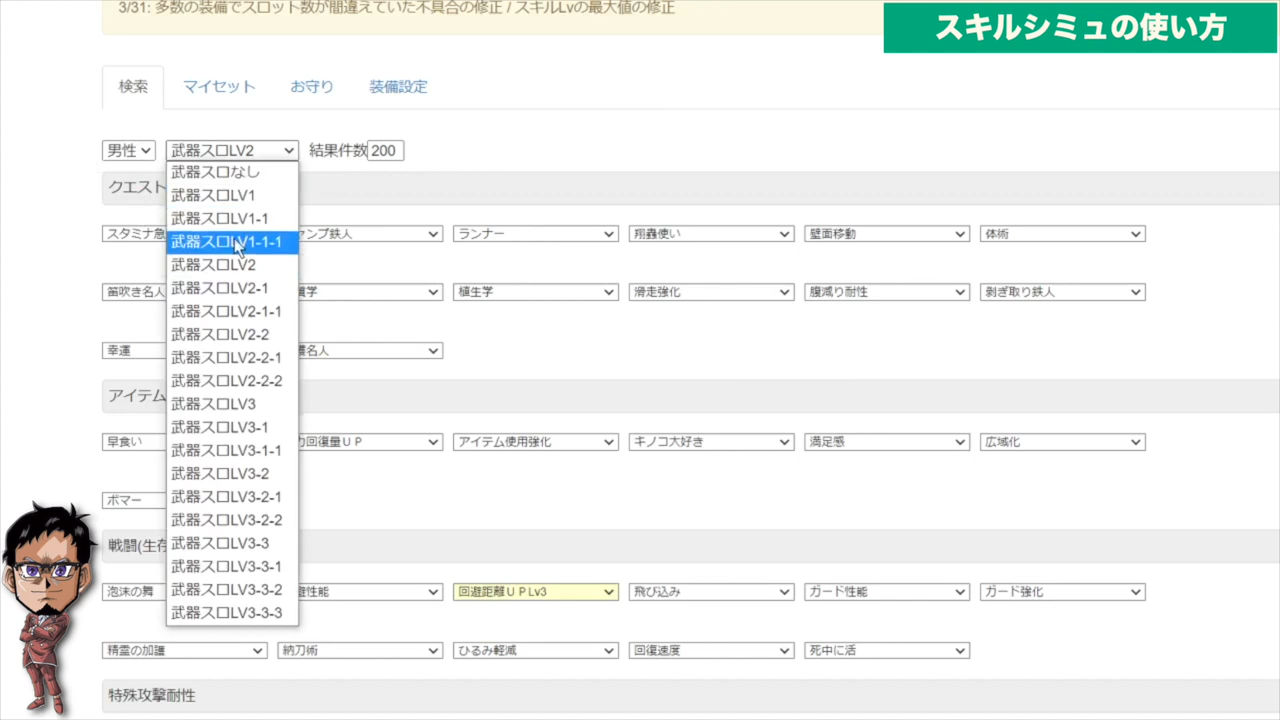 3/31: 多数の装備でスロット数が間違えていた不具合の修正 / スキルLvの最大値の修正
スキルシミュの使い方
検索 マイセット お守り 装備設定
男性 武器スロLV2 結果件数 200
武器スロなし
武器スロLV1
武器スロLV1-1
武器スロLV1-1-1
武器スロLV2
武器スロLV2-1
武器スロLV2-1-1
武器スロLV2-2
武器スロLV2-2-1
武器スロLV2-2-2
武器スロLV3
武器スロLV3-1
武器スロLV3-1-1
武器スロLV3-2
武器スロLV3-2-1
武器スロLV3-2-2
武器スロLV3-3
武器スロLV3-3-1
武器スロLV3-3-2
武器スロLV3-3-3
クエスト
スタミナ急 ャンプ鉄人 ランナー 翔蟲使い 壁面移動 体術
笛吹き名人 学 植生学 滑走強化 腹減り耐性 剥ぎ取り鉄人
幸運 名人
アイテム
早食い 回復量UP アイテム使用強化 キノコ大好き 満足感 広域化
ボマー
戦闘(生存
泡沫の舞 性能 回避距離UPLv3 飛び込み ガード性能 ガード強化
精霊の加護 納刀術 ひるみ軽減 回復速度 死中に活
特殊攻撃耐性